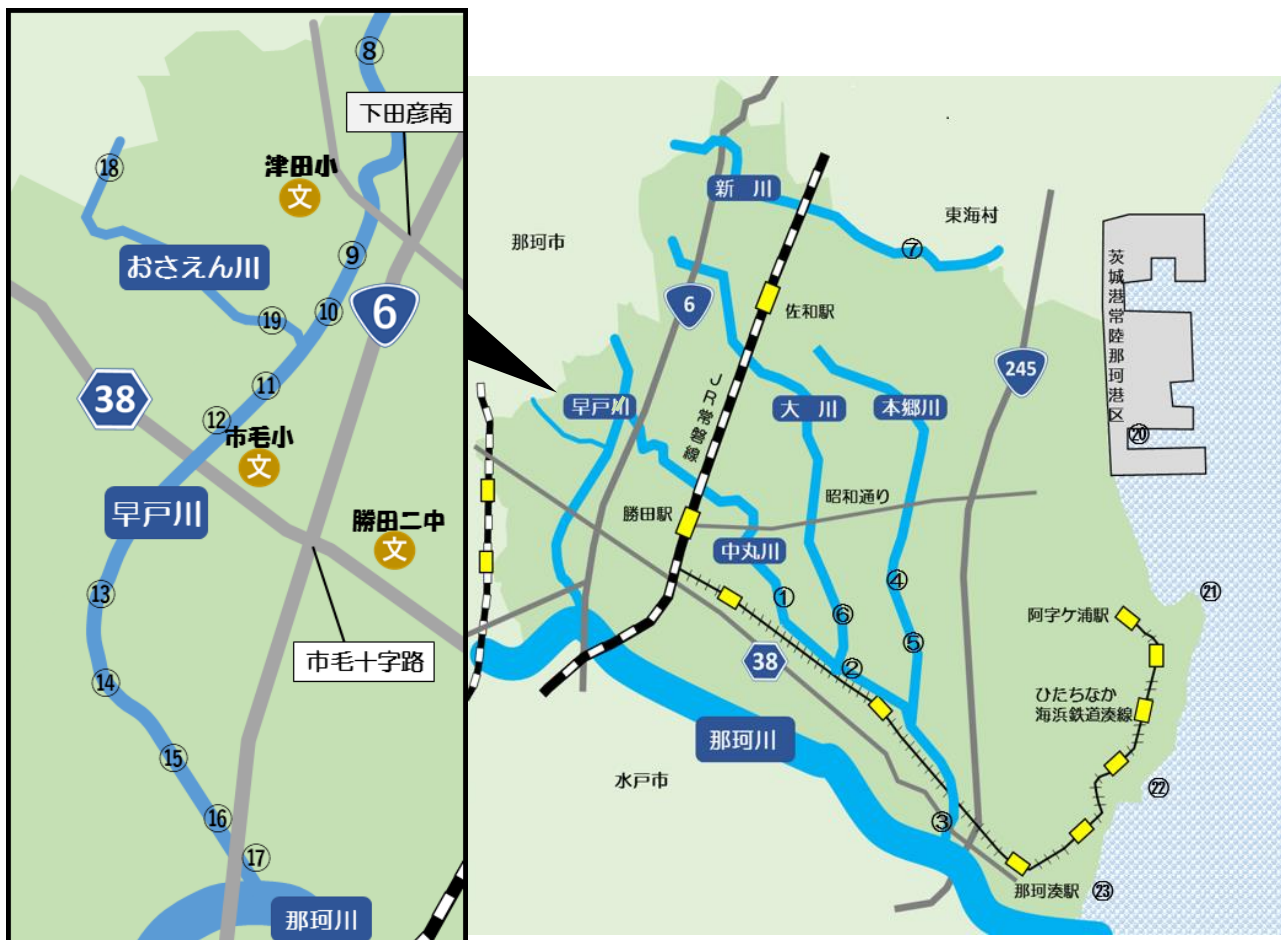 ⑧
下田彦南
⑱
津田小
文
⑨
おさえん川
⑩
6
⑲
⑪
38
⑫
市毛小
文
早戸川
勝田二中
文
⑬
市毛十字路
⑭
⑮
⑯
⑰
那珂川
新 川
那珂市
東海村
⑦
6
佐和駅
茨城港常陸那珂港区
JR常磐線
245
早戸川
大 川
本郷川
⑳
昭和通り
勝田駅
中丸川
①
④
⑥
⑤
㉑
阿字ケ浦駅
38
②
ひたちなか
海浜鉄道湊線
那珂川
水戸市
㉒
③
那珂湊駅
㉓